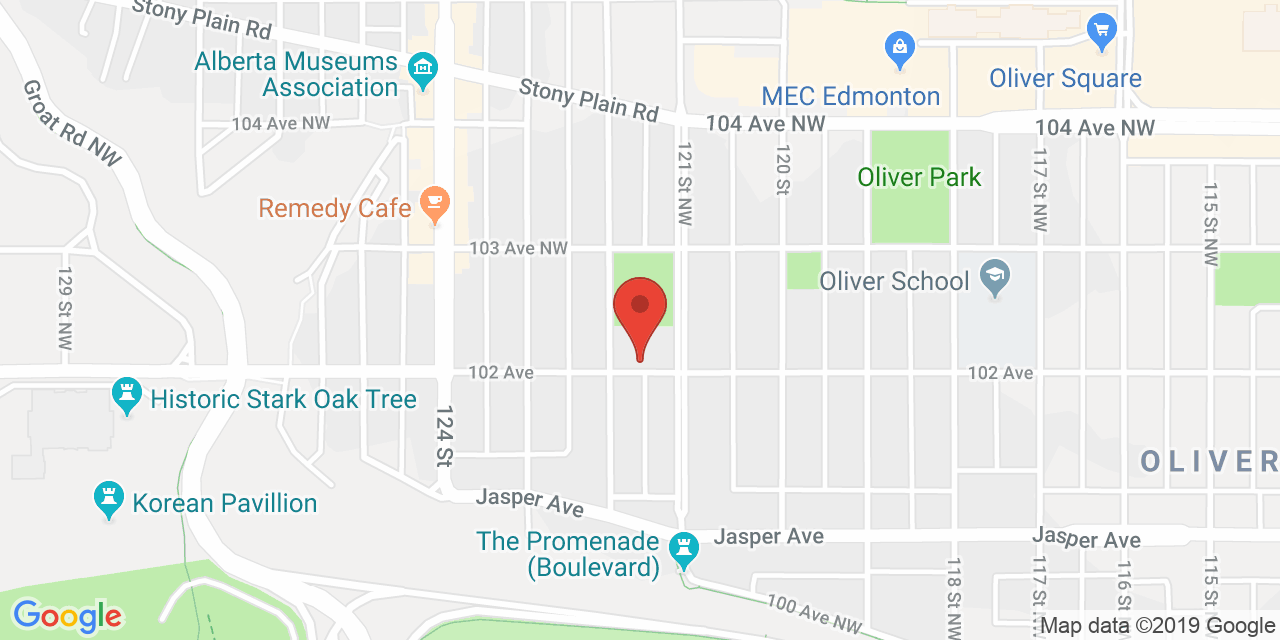 Stony Plain Rd
Alberta Museums
Association
Stony Plain Rd
MEC Edmonton
Oliver Square
Groat Rd NW
104 Ave NW
104 Ave NW
104 Ave NW
121 St NW
120 St
Oliver Park
117 St NW
115 St NW
Remedy Cafe
103 Ave NW
129 St NW
Oliver School
102 Ave
102 Ave
Historic Stark Oak Tree
124 St
OLIVER
Korean Pavillion
Jasper Ave
The Promenade
(Boulevard)
Jasper Ave
Jasper Ave
118 St NW
117 St NW
116 St
115 St N
100 Ave NW
Google
Map data ©2019 Google